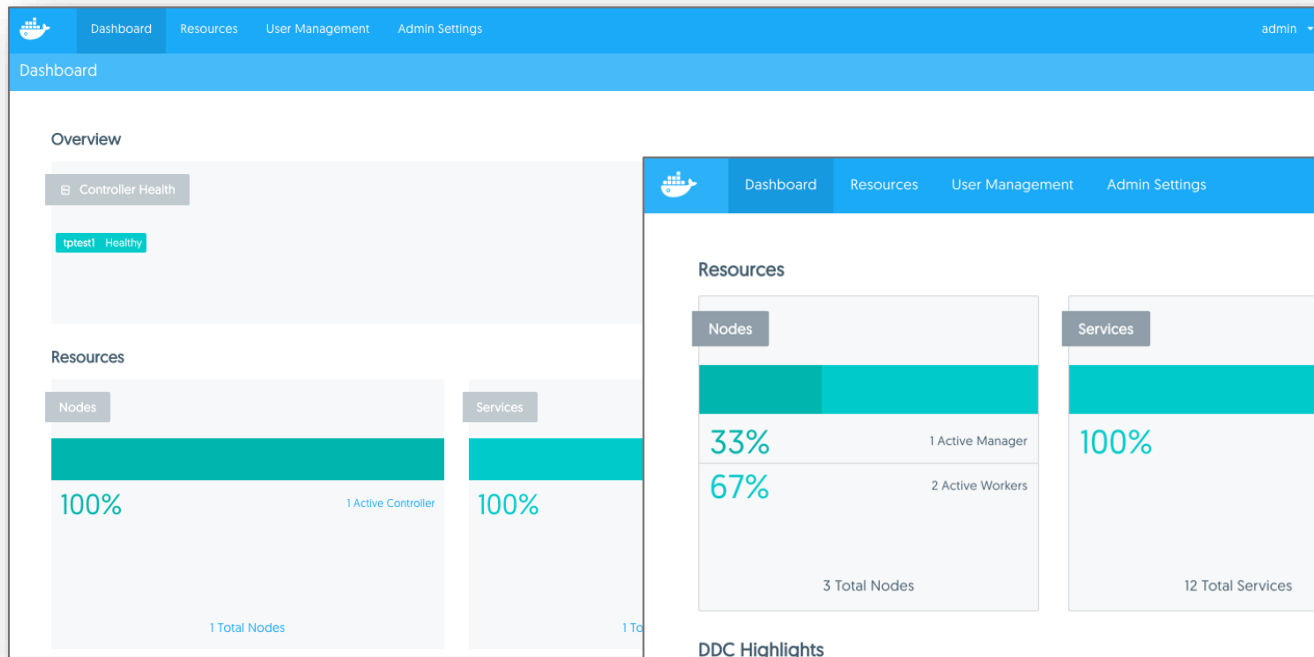 Dashboard Resources User Management Admin Settings admin
Dashboard
Overview
Controller Health
tptest1 · Healthy
Resources
Nodes
100% 1 Active Controller
1 Total Nodes
Services
100%
1 To
Dashboard Resources User Management Admin Settings
Resources
Nodes
33% 1 Active Manager
67% 2 Active Workers
3 Total Nodes
Services
100%
12 Total Services
DDC Highlights